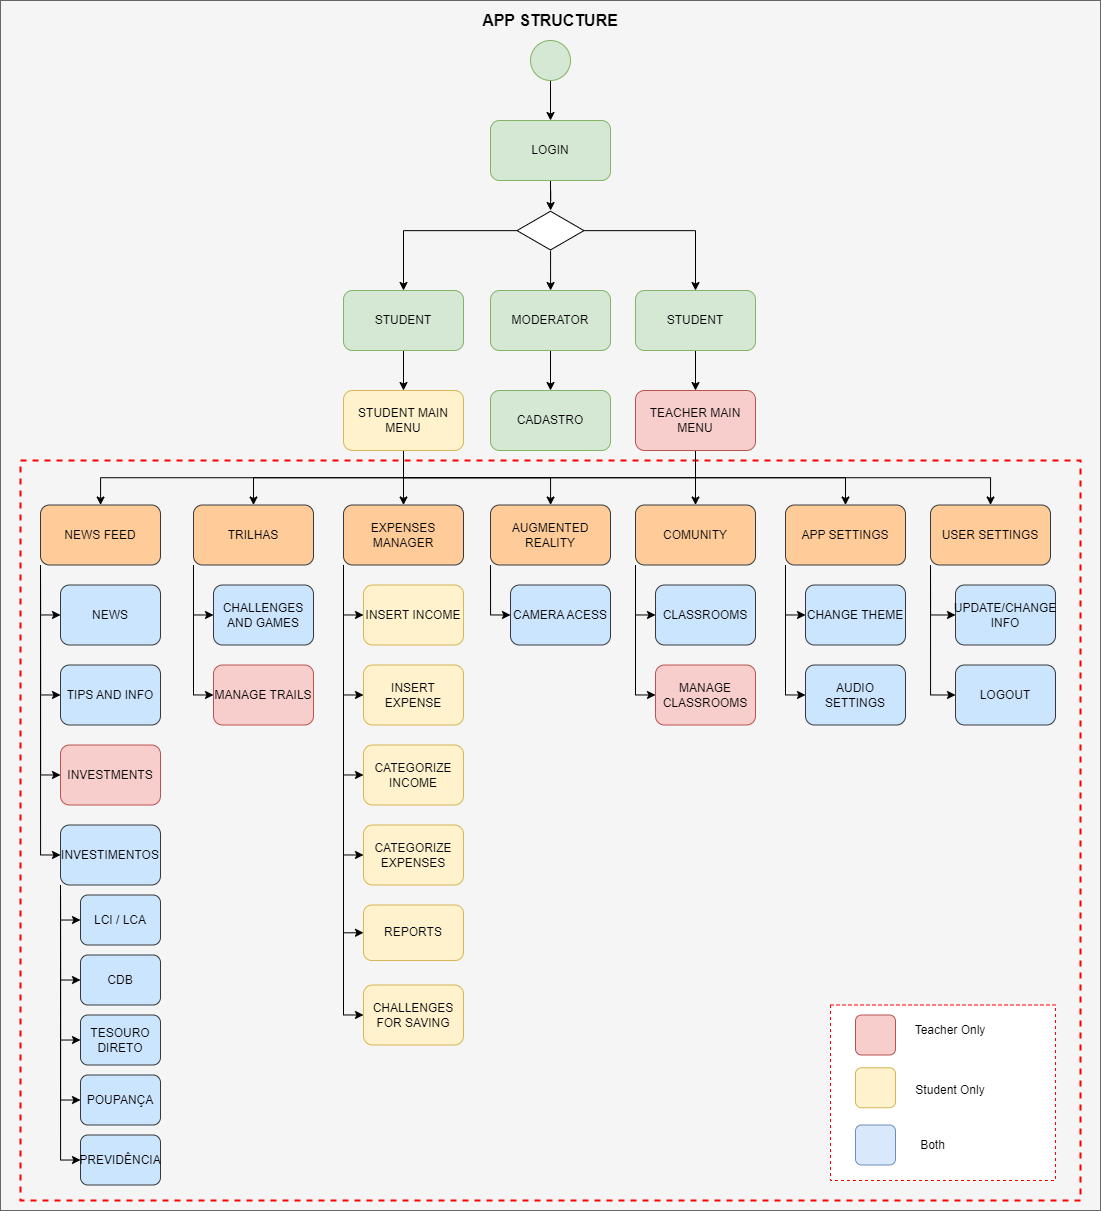 APP STRUCTURE
LOGIN
STUDENT
MODERATOR
STUDENT
STUDENT MAIN
MENU
CADASTRO
TEACHER MAIN
MENU
NEWS FEED
TRILHAS
EXPENSES
MANAGER
AUGMENTED
REALITY
COMUNITY
APP SETTINGS
USER SETTINGS
NEWS
TIPS AND INFO
INVESTMENTS
INVESTIMENTOS
LCI / LCA
CDB
TESOURO
DIRETO
POUPANÇA
PREVIDÊNCIA
CHALLENGES
AND GAMES
MANAGE TRAILS
INSERT INCOME
INSERT
EXPENSE
CATEGORIZE
INCOME
CATEGORIZE
EXPENSES
REPORTS
CHALLENGES
FOR SAVING
CAMERA ACESS
CLASSROOMS
MANAGE
CLASSROOMS
CHANGE THEME
AUDIO
SETTINGS
UPDATE/CHANGE
INFO
LOGOUT
Teacher Only
Student Only
Both